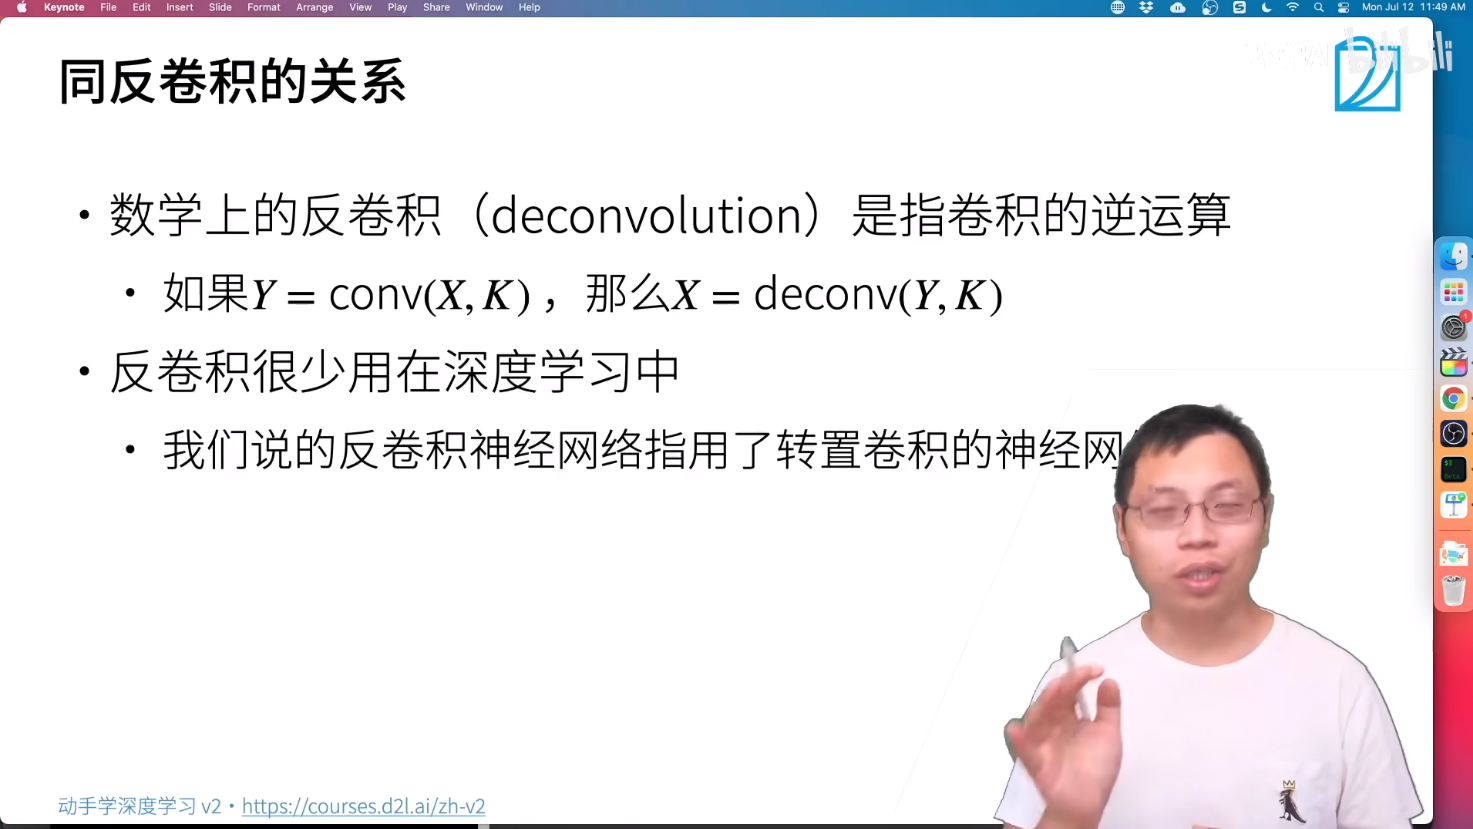 Keynote File Edit Insert Slide Format Arrange View Play Share Window Help Mon Jul 12 11:49 AM
同反卷积的关系
bilibili
• 数学上的反卷积（deconvolution）是指卷积的逆运算
• 如果Y = conv(X, K)，那么X = deconv(Y, K)
• 反卷积很少用在深度学习中
• 我们说的反卷积神经网络指用了转置卷积的神经网
动手学深度学习 v2 • https://courses.d2l.ai/zh-v2